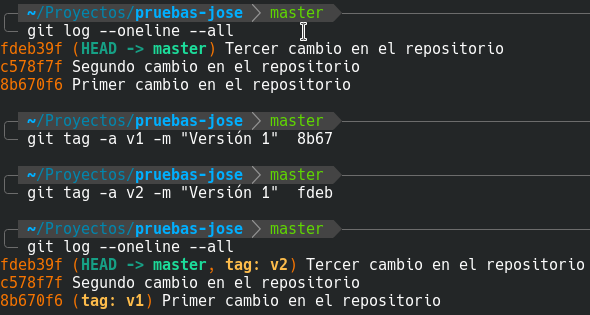 ~/Proyectos/pruebas-jose > master
git log --oneline --all
fdeb39f (HEAD -> master) Tercer cambio en el repositorio
c578f7f Segundo cambio en el repositorio
8b670f6 Primer cambio en el repositorio
~/Proyectos/pruebas-jose > master
git tag -a v1 -m "Versión 1"  8b67
~/Proyectos/pruebas-jose > master
git tag -a v2 -m "Versión 1"  fdeb
~/Proyectos/pruebas-jose > master
git log --oneline --all
fdeb39f (HEAD -> master, tag: v2) Tercer cambio en el repositorio
c578f7f Segundo cambio en el repositorio
8b670f6 (tag: v1) Primer cambio en el repositorio